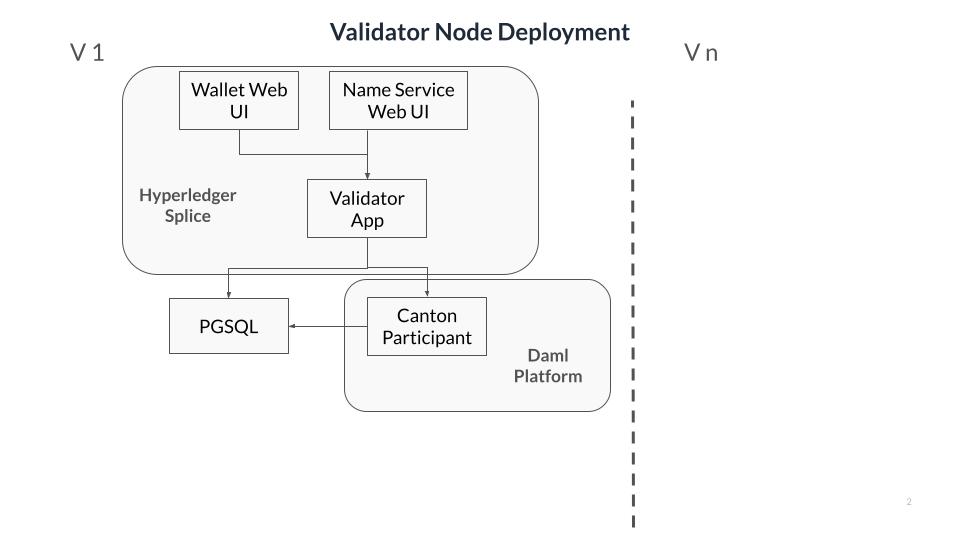 Validator Node Deployment
V 1
V n
Wallet Web
UI
Name Service
Web UI
Hyperledger
Splice
Validator
App
PGSQL
Canton
Participant
Daml
Platform
2